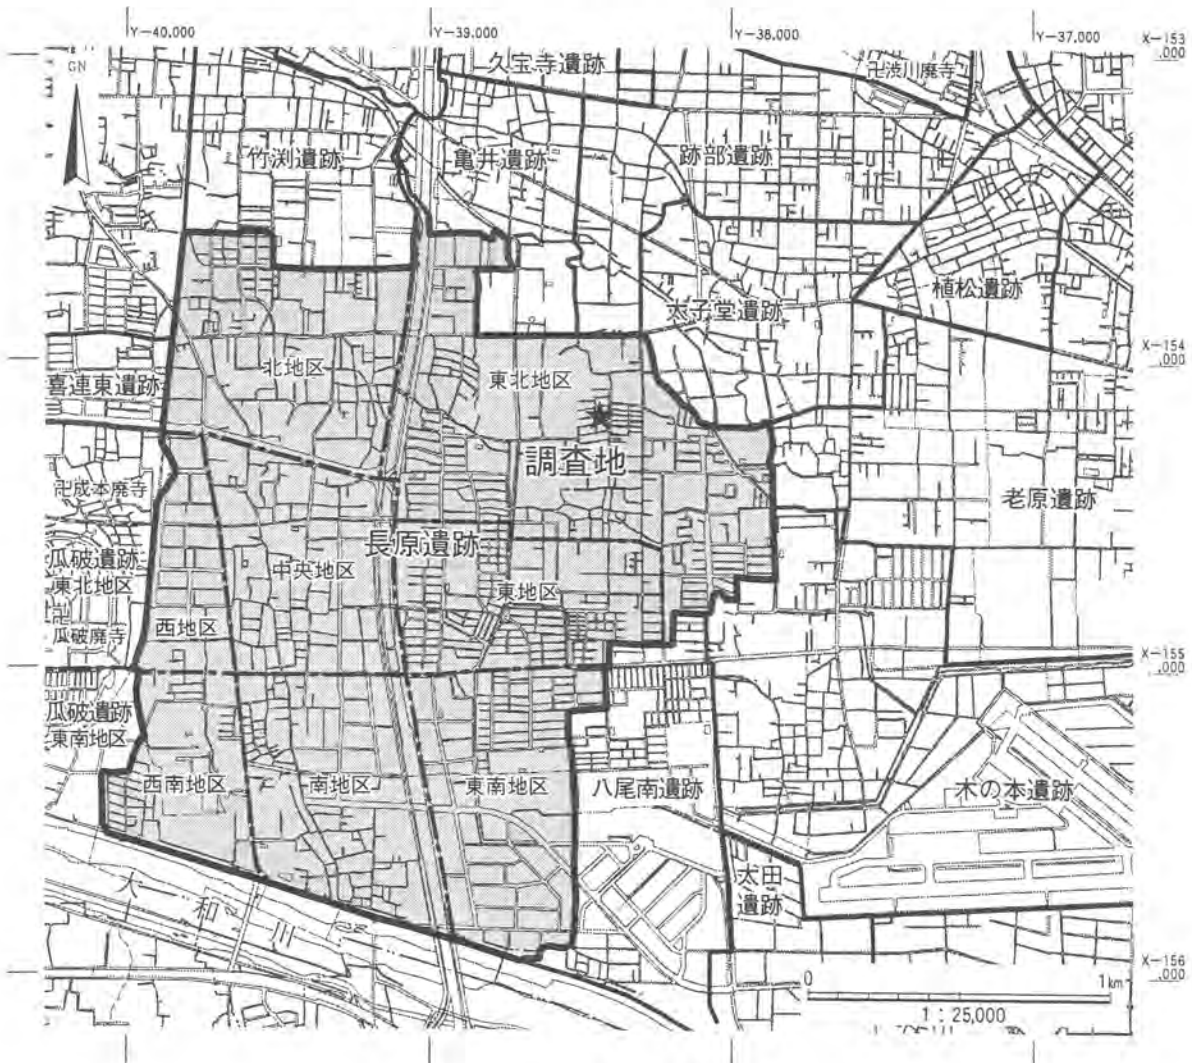 Y-40.000
Y-39.000
Y-38.000
Y-37.000
X-153
.000
GN
久宝寺遺跡
卍渋川廃寺
竹渕遺跡
亀井遺跡
跡部遺跡
植松遺跡
太子堂遺跡
X-154
.000
北地区
東北地区
喜連東遺跡
調査地
卍成本廃寺
老原遺跡
長原遺跡
瓜破遺跡
東北地区
中央地区
東地区
卍
瓜破廃寺
西地区
X-155
.000
瓜破遺跡
東南地区
西南地区
南地区
東南地区
八尾南遺跡
木の本遺跡
太田
遺跡
大和川
X-156
.000
0
1km
1：25,000